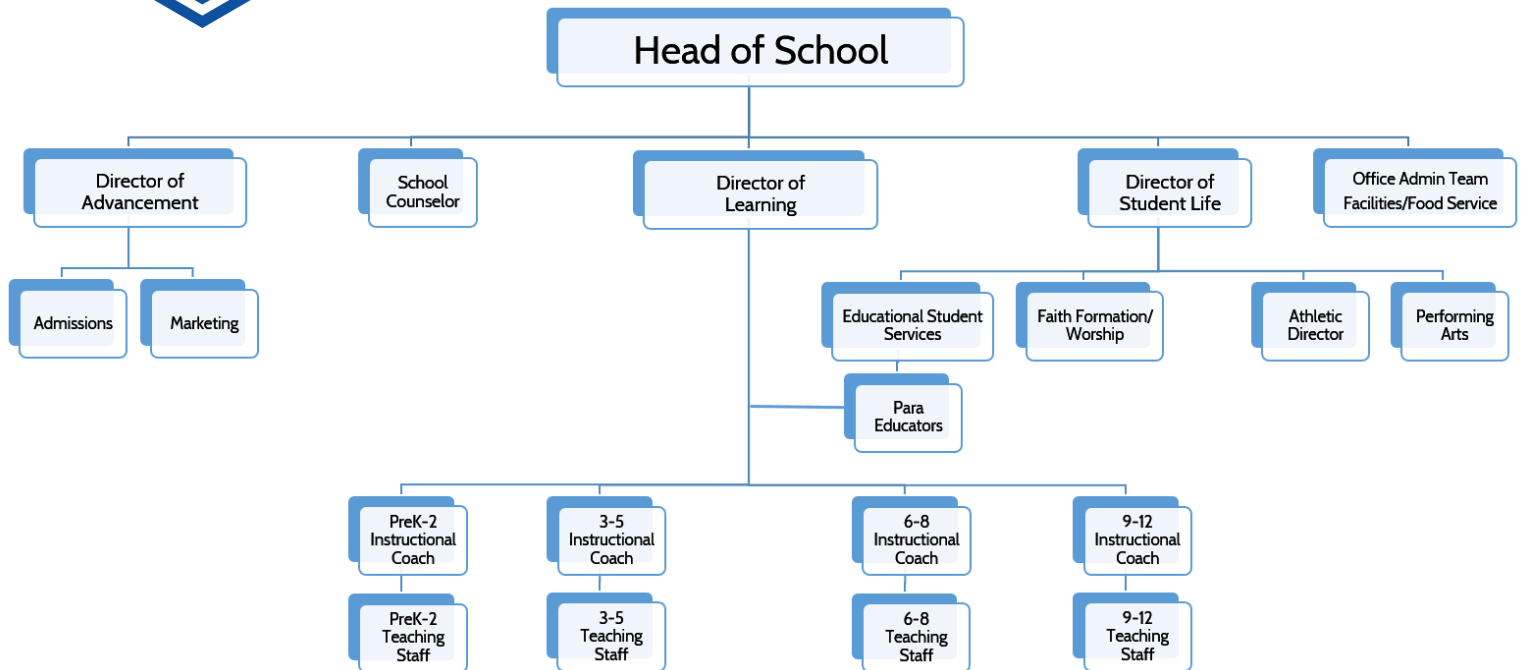 Head of School
Director of
Advancement
School
Counselor
Director of
Learning
Director of
Student Life
Office Admin Team
Facilities/Food Service
Admissions
Marketing
Educational Student
Services
Faith Formation/
Worship
Athletic
Director
Performing
Arts
Para
Educators
PreK-2
Instructional
Coach
3-5
Instructional
Coach
6-8
Instructional
Coach
9-12
Instructional
Coach
PreK-2
Teaching
Staff
3-5
Teaching
Staff
6-8
Teaching
Staff
9-12
Teaching
Staff